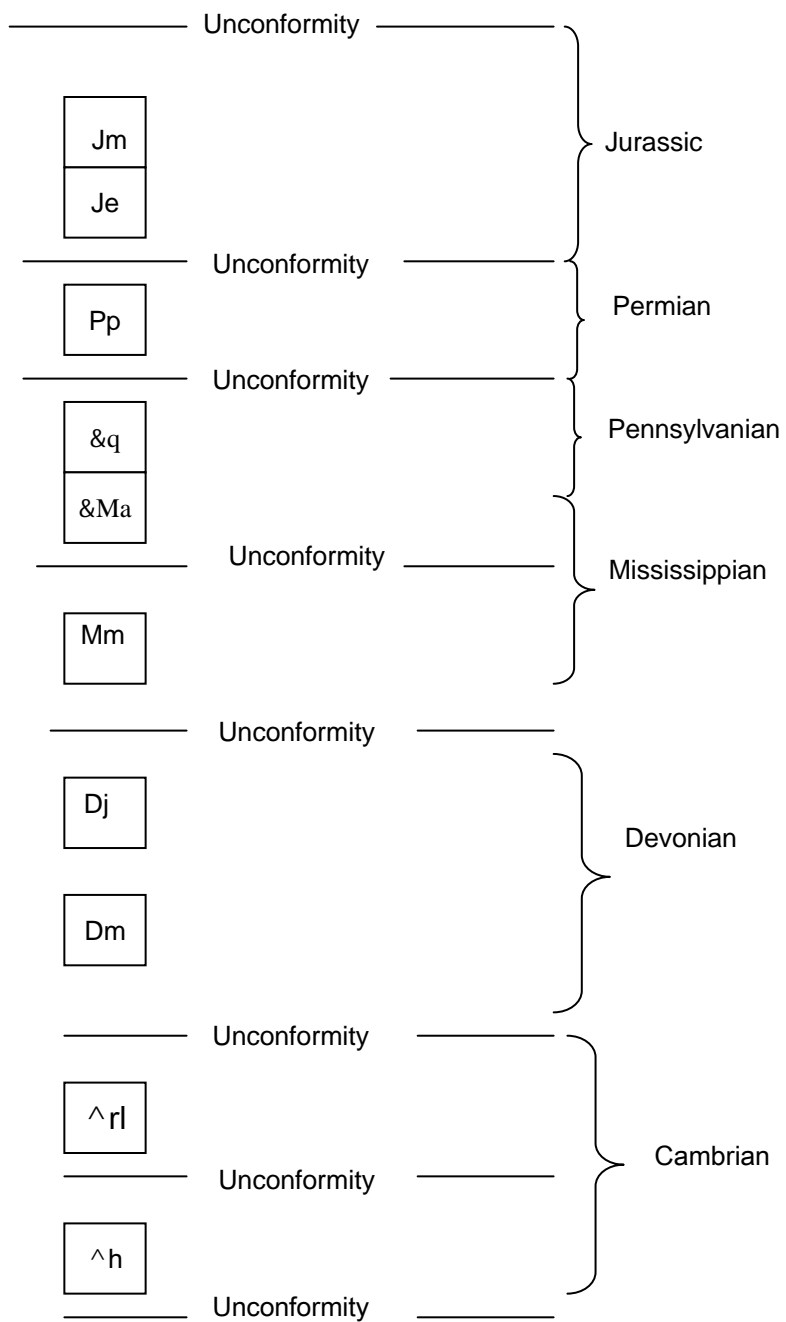 Unconformity
Jm
Jurassic
Je
Unconformity
Pp
Permian
Unconformity
&q
Pennsylvanian
&Ma
Unconformity
Mississippian
Mm
Unconformity
Dj
Devonian
Dm
Unconformity
^rl
Cambrian
Unconformity
^h
Unconformity